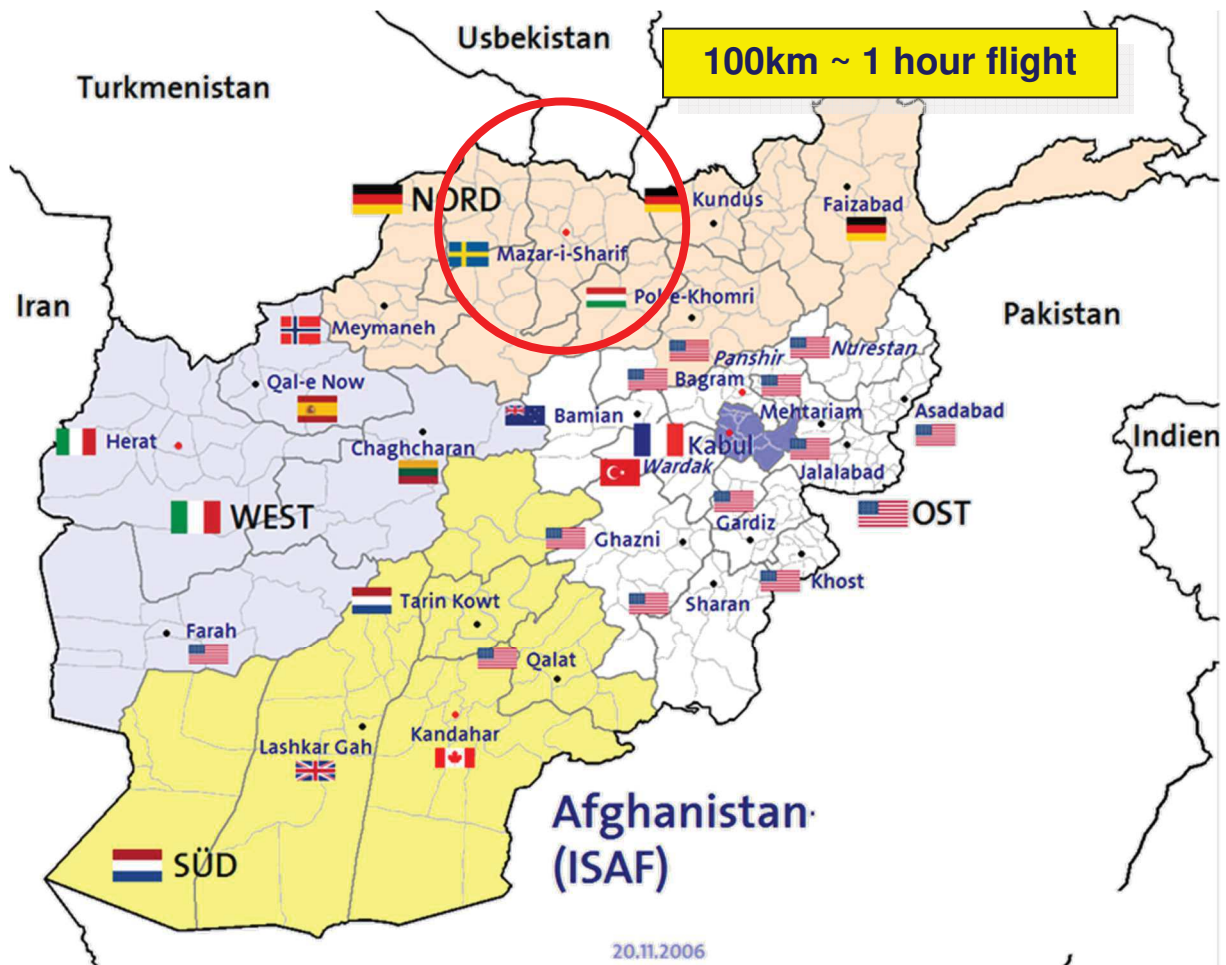 Usbekistan
100km ~ 1 hour flight
Turkmenistan
NORD
Kundus
Faizabad
Mazar-i-Sharif
Iran
Pol-e-Khomri
Pakistan
Meymaneh
Panshir
Nurestan
Qal-e Now
Bagram
Bamian
Mehtariam
Asadabad
Herat
Chaghcharan
Kabul
Indien
Wardak
Jalalabad
WEST
Gardiz
OST
Ghazni
Khost
Tarin Kowt
Sharan
Farah
Qalat
Lashkar Gah
Kandahar
Afghanistan
(ISAF)
SÜD
20.11.2006